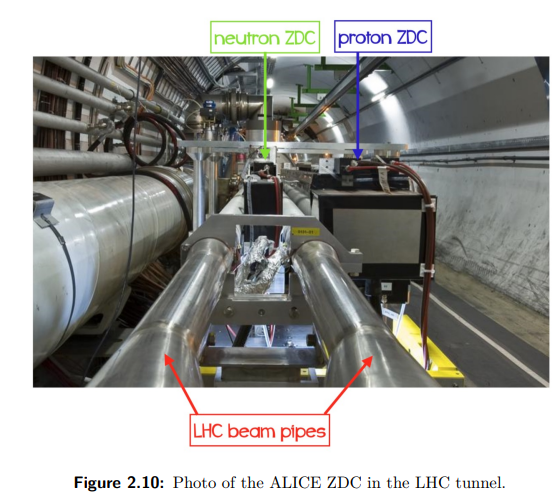 neutron ZDC
proton ZDC
LHC beam pipes
Figure 2.10: Photo of the ALICE ZDC in the LHC tunnel.